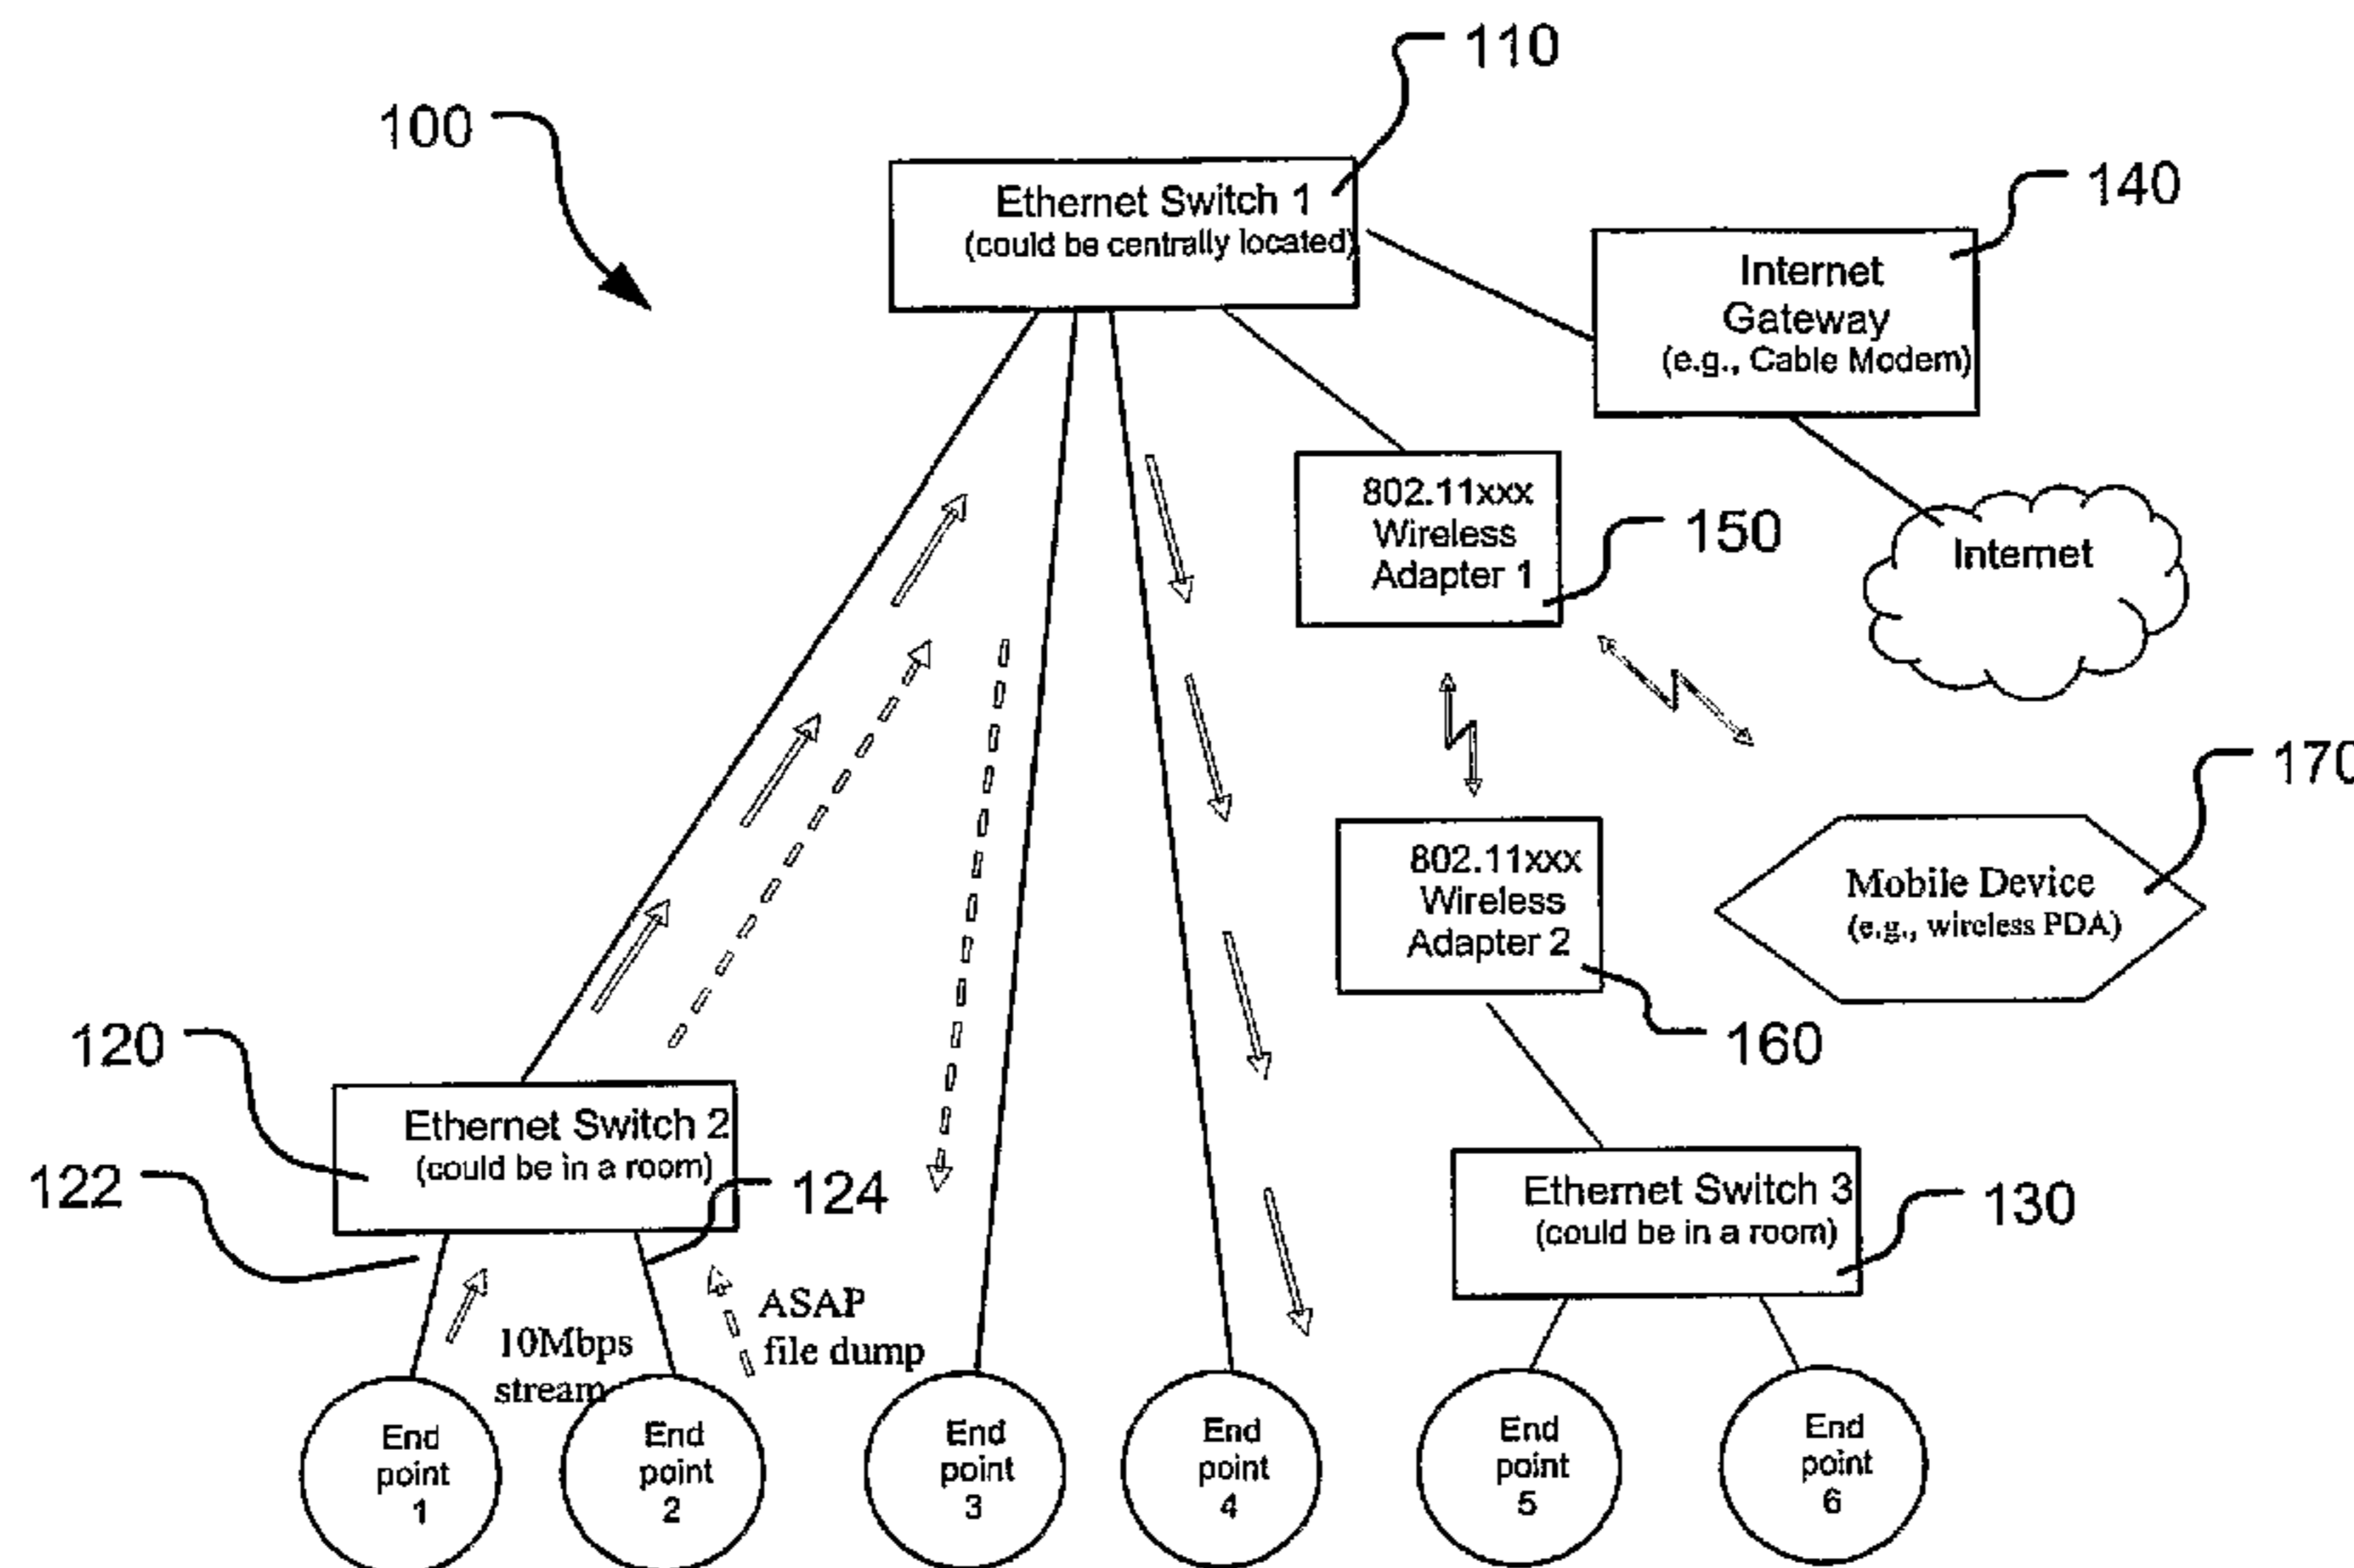 110
100
140
Ethernet Switch 1
(could be centrally located)
Internet
Gateway
(e.g., Cable Modem)
802.11xxx
Wireless
Adapter 1
150
Internet
170
802.11xxx
Wireless
Adapter 2
Mobile Device
(e.g., wireless PDA)
160
120
Ethernet Switch 2
(could be in a room)
122
124
Ethernet Switch 3
(could be in a room)
130
10Mbps
stream
ASAP
file dump
End
point
1
End
point
2
End
point
3
End
point
4
End
point
5
End
point
6